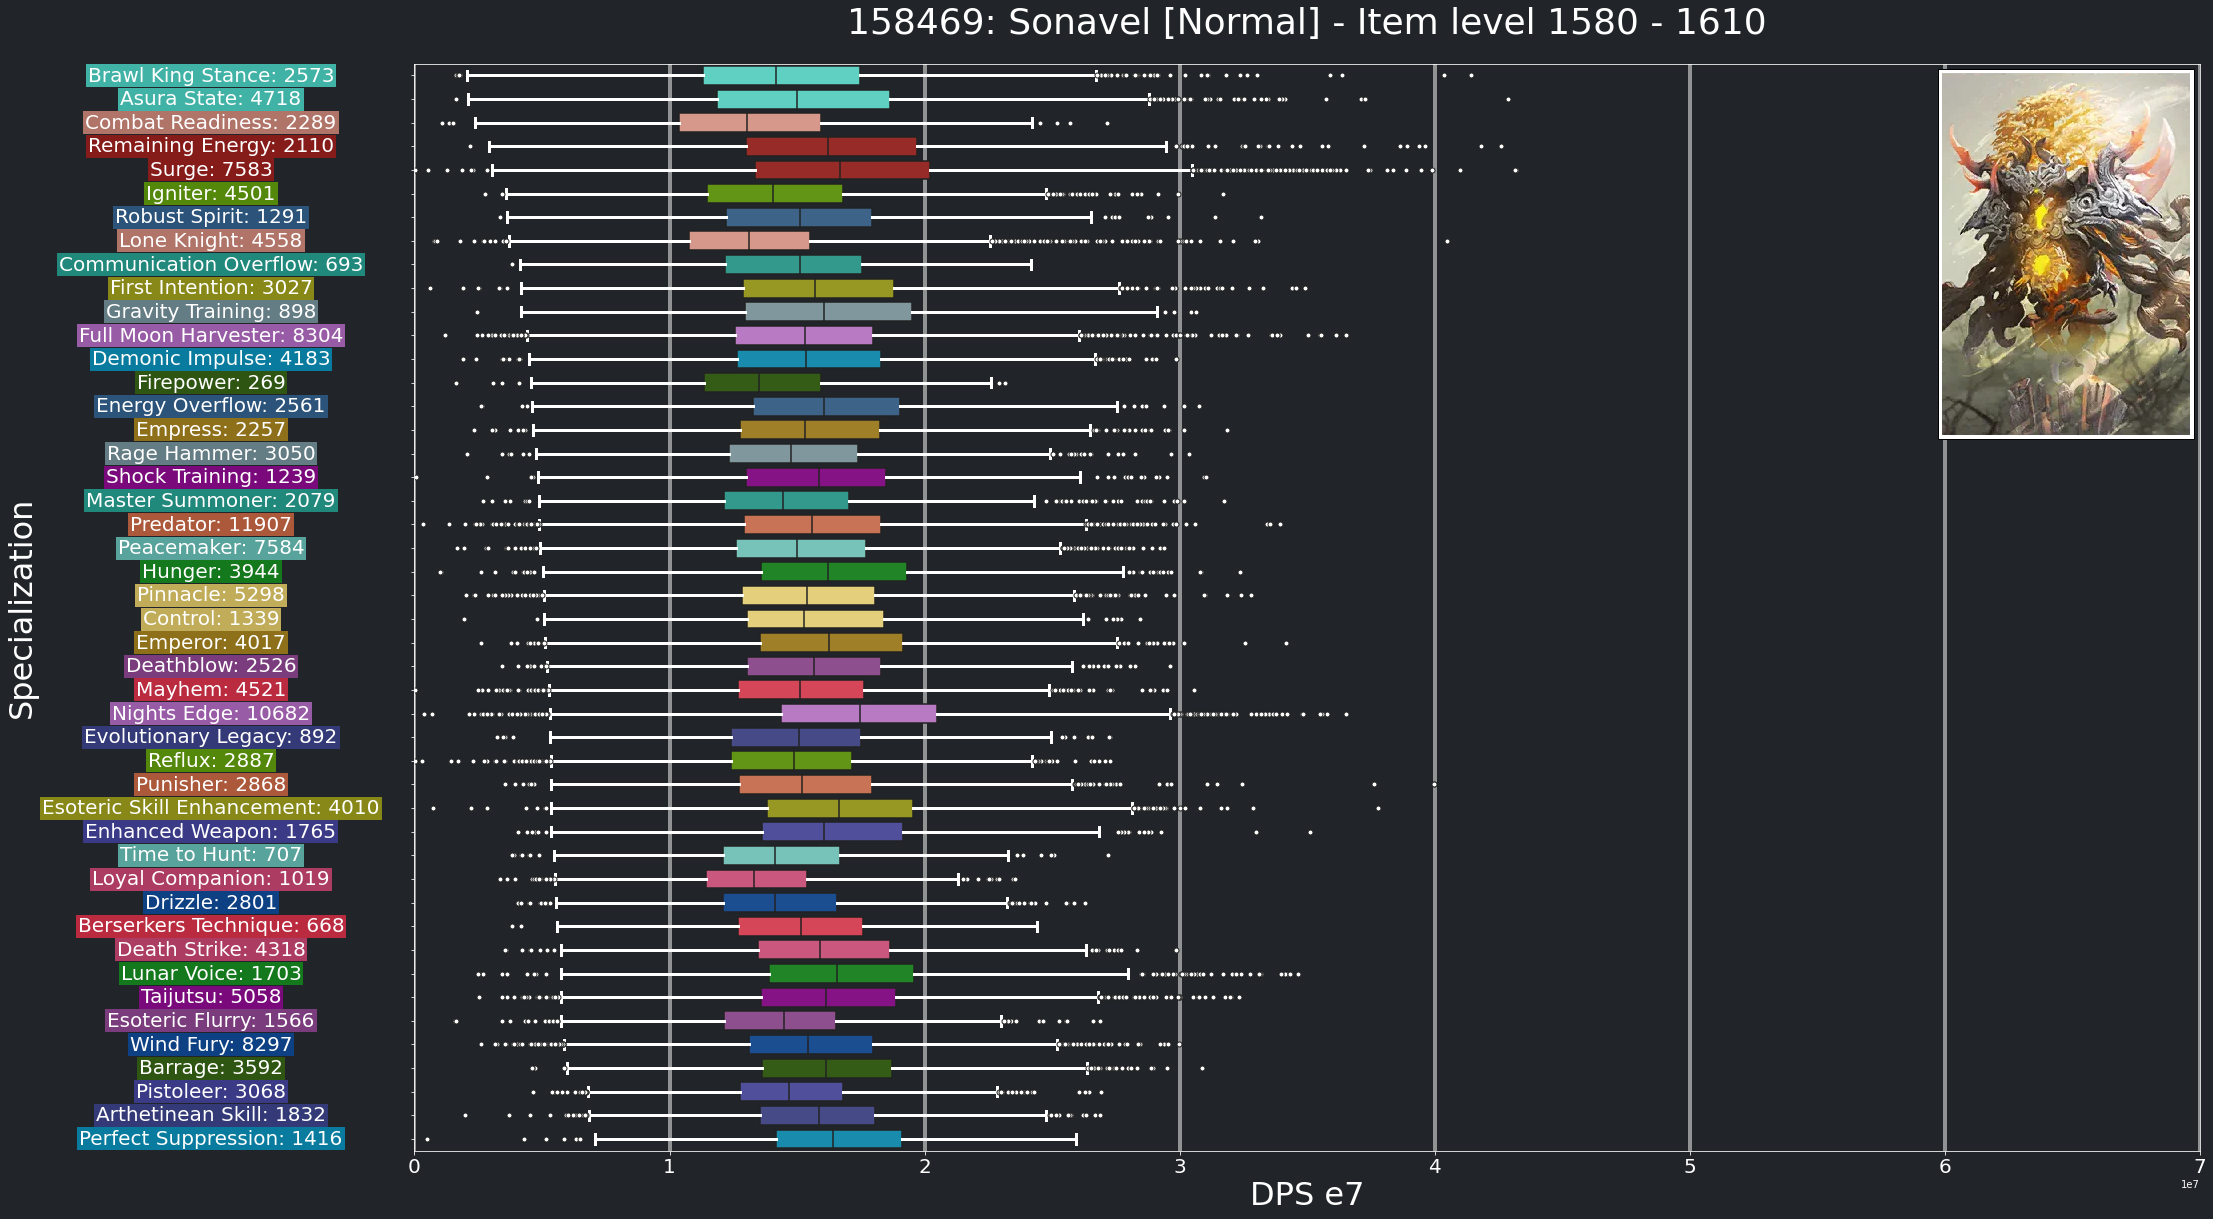 158469: Sonavel [Normal] - Item level 1580 - 1610
Brawl King Stance: 2573
Asura State: 4718
Combat Readiness: 2289
Remaining Energy: 2110
Surge: 7583
Igniter: 4501
Robust Spirit: 1291
Lone Knight: 4558
Communication Overflow: 693
First Intention: 3027
Gravity Training: 898
Full Moon Harvester: 8304
Demonic Impulse: 4183
Firepower: 269
Energy Overflow: 2561
Empress: 2257
Rage Hammer: 3050
Shock Training: 1239
Master Summoner: 2079
Predator: 11907
Peacemaker: 7584
Hunger: 3944
Pinnacle: 5298
Control: 1339
Emperor: 4017
Deathblow: 2526
Mayhem: 4521
Nights Edge: 10682
Evolutionary Legacy: 892
Reflux: 2887
Punisher: 2868
Esoteric Skill Enhancement: 4010
Enhanced Weapon: 1765
Time to Hunt: 707
Loyal Companion: 1019
Drizzle: 2801
Berserkers Technique: 668
Death Strike: 4318
Lunar Voice: 1703
Taijutsu: 5058
Esoteric Flurry: 1566
Wind Fury: 8297
Barrage: 3592
Pistoleer: 3068
Arthetinean Skill: 1832
Perfect Suppression: 1416
Specialization
0 1 2 3 4 5 6 7
1e7
DPS e7